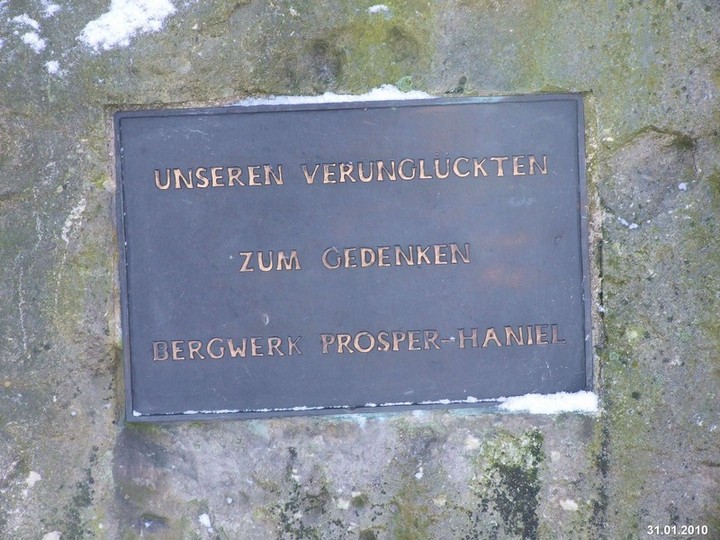 UNSEREN VERUNGLÜCKTEN
ZUM GEDENKEN
BERGWERK PROSPER-HANIEL
31.01.2010